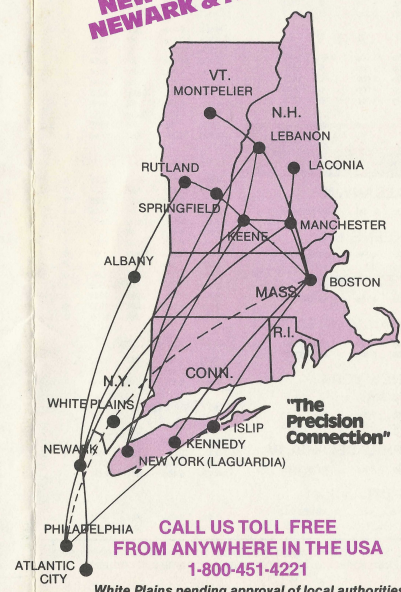 NEWARK &
VT.
MONTPELIER
N.H.
LEBANON
RUTLAND
LACONIA
SPRINGFIELD
KEENE
MANCHESTER
ALBANY
MASS.
BOSTON
R.I.
CONN.
N.Y.
WHITE PLAINS
"The
Precision
Connection"
ISLIP
KENNEDY
NEWARK
NEW YORK (LAGUARDIA)
PHILADELPHIA
ATLANTIC
CITY
CALL US TOLL FREE
FROM ANYWHERE IN THE USA
1-800-451-4221
White Plains pending approval of local authorities